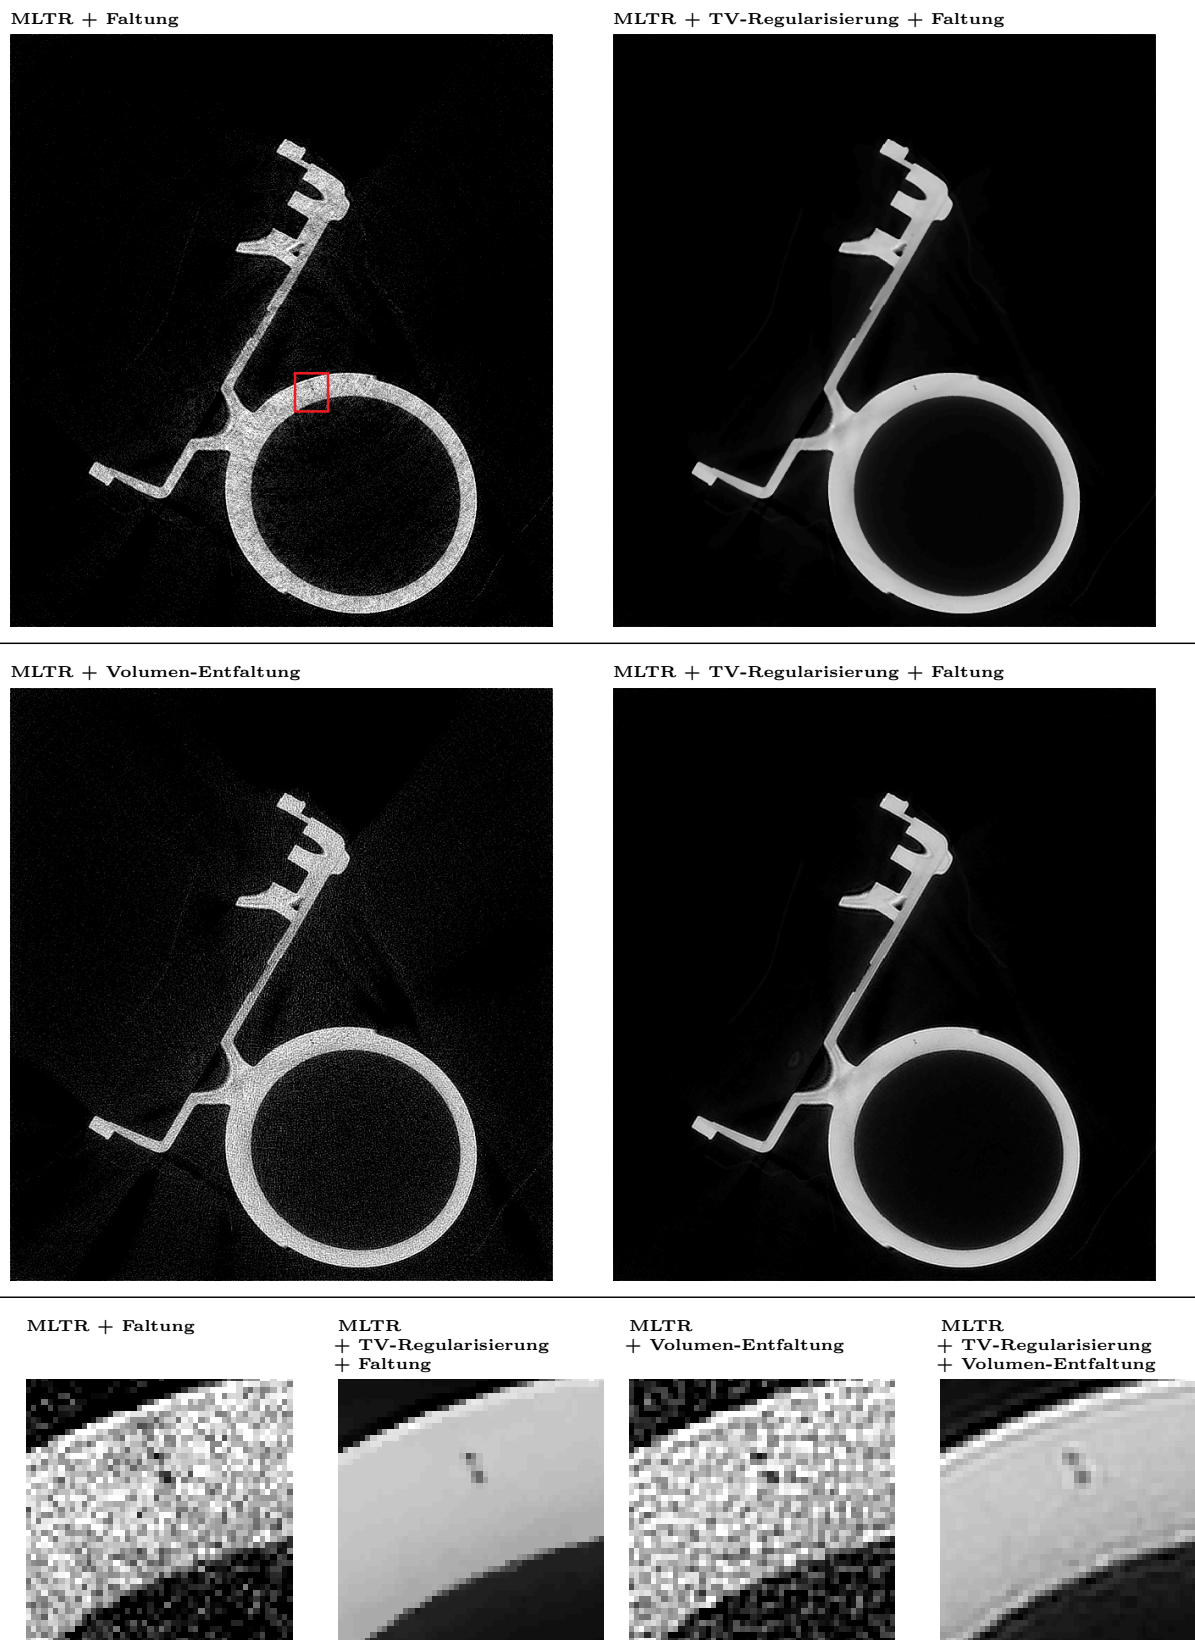 MLTR + Faltung
MLTR + TV-Regularisierung + Faltung
MLTR + Volumen-Entfaltung
MLTR + TV-Regularisierung + Faltung
MLTR + Faltung
MLTR
+ TV-Regularisierung
+ Faltung
MLTR
+ Volumen-Entfaltung
MLTR
+ TV-Regularisierung
+ Volumen-Entfaltung